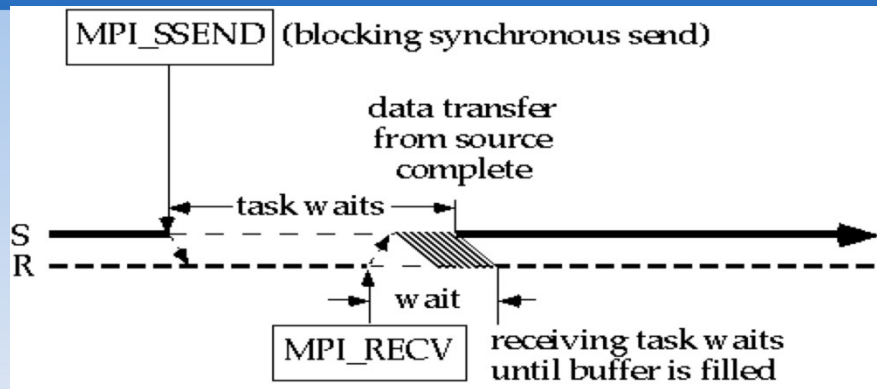 MPI_SSEND (blocking synchronous send)
data transfer
from source
complete
task waits
S
R
wait
MPI_RECV
receiving task waits
until buffer is filled